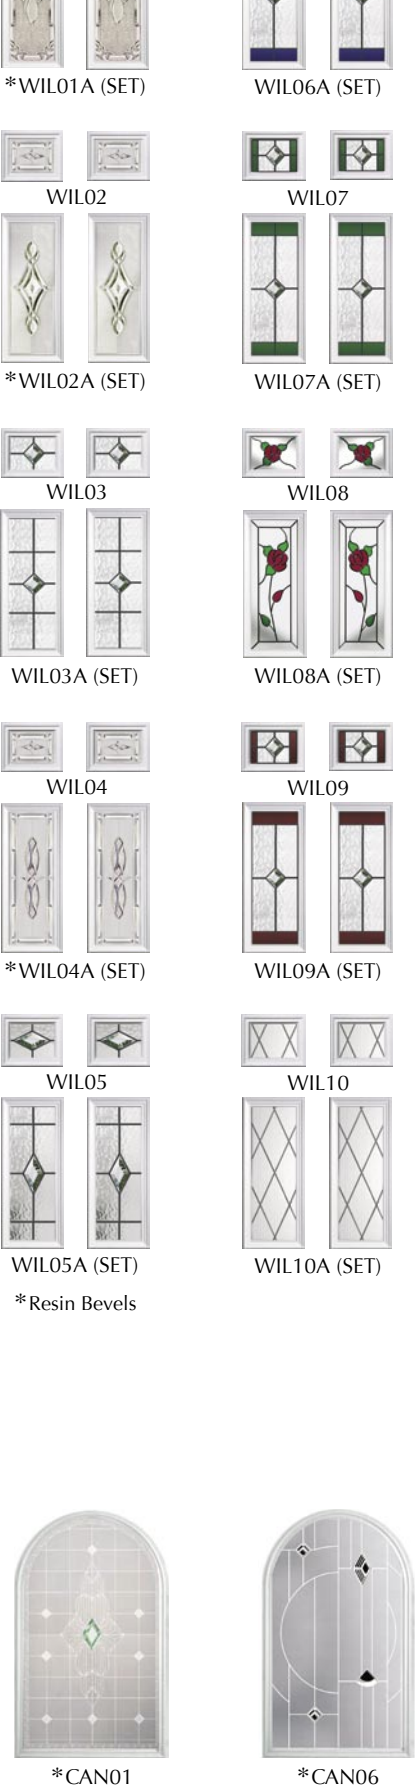 *WIL01A (SET)
WIL06A (SET)
WIL02
WIL07
*WIL02A (SET)
WIL07A (SET)
WIL03
WIL08
WIL03A (SET)
WIL08A (SET)
WIL04
WIL09
*WIL04A (SET)
WIL09A (SET)
WIL05
WIL10
WIL05A (SET)
WIL10A (SET)
*Resin Bevels
*CAN01
*CAN06